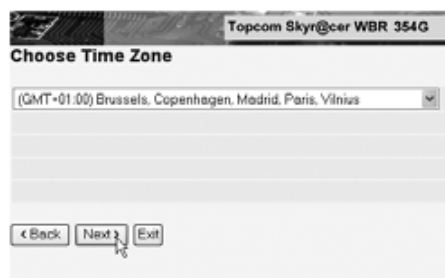 Topcom Skyr@cer WBR 354G
Choose Time Zone
(GMT+01:00) Brussels, Copenhagen, Madrid, Paris, Vilnius
< Back Next > Exit